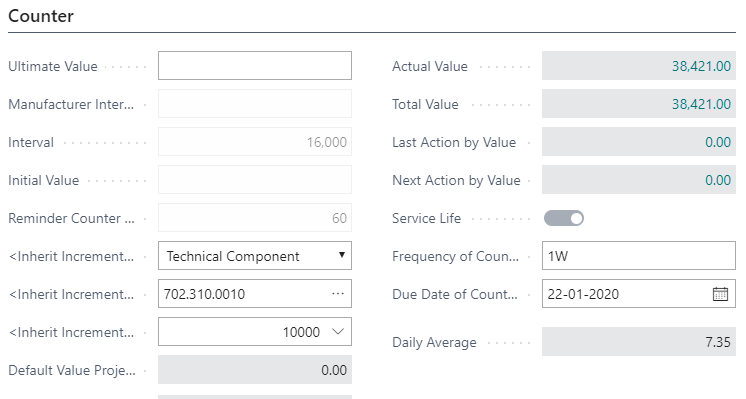 Counter
Ultimate Value
Manufacturer Inter...
Interval 16,000
Initial Value
Reminder Counter ... 60
<Inherit Increment... Technical Component
<Inherit Increment... 702.310.0010 ...
<Inherit Increment... 10000
Default Value Proje... 0.00
Actual Value 38,421.00
Total Value 38,421.00
Last Action by Value 0.00
Next Action by Value 0.00
Service Life
Frequency of Coun... 1W
Due Date of Count... 22-01-2020
Daily Average 7.35